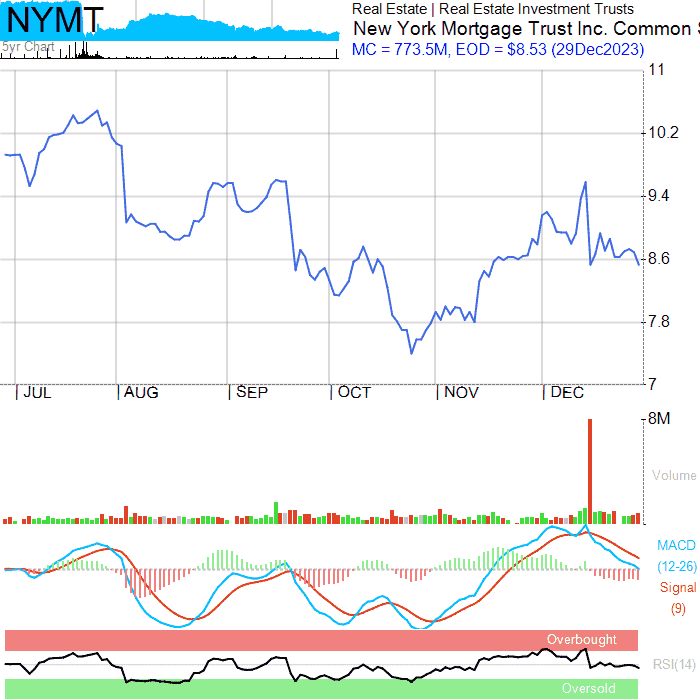 NYMT
5yr Chart
Real Estate | Real Estate Investment Trusts
New York Mortgage Trust Inc. Common S
MC = 773.5M, EOD = $8.53 (29Dec2023)
11
10.2
9.4
8.6
7.8
7
JUL AUG SEP OCT NOV DEC
8M
Volume
MACD
(12-26)
Signal
(9)
Overbought
RSI(14)
Oversold